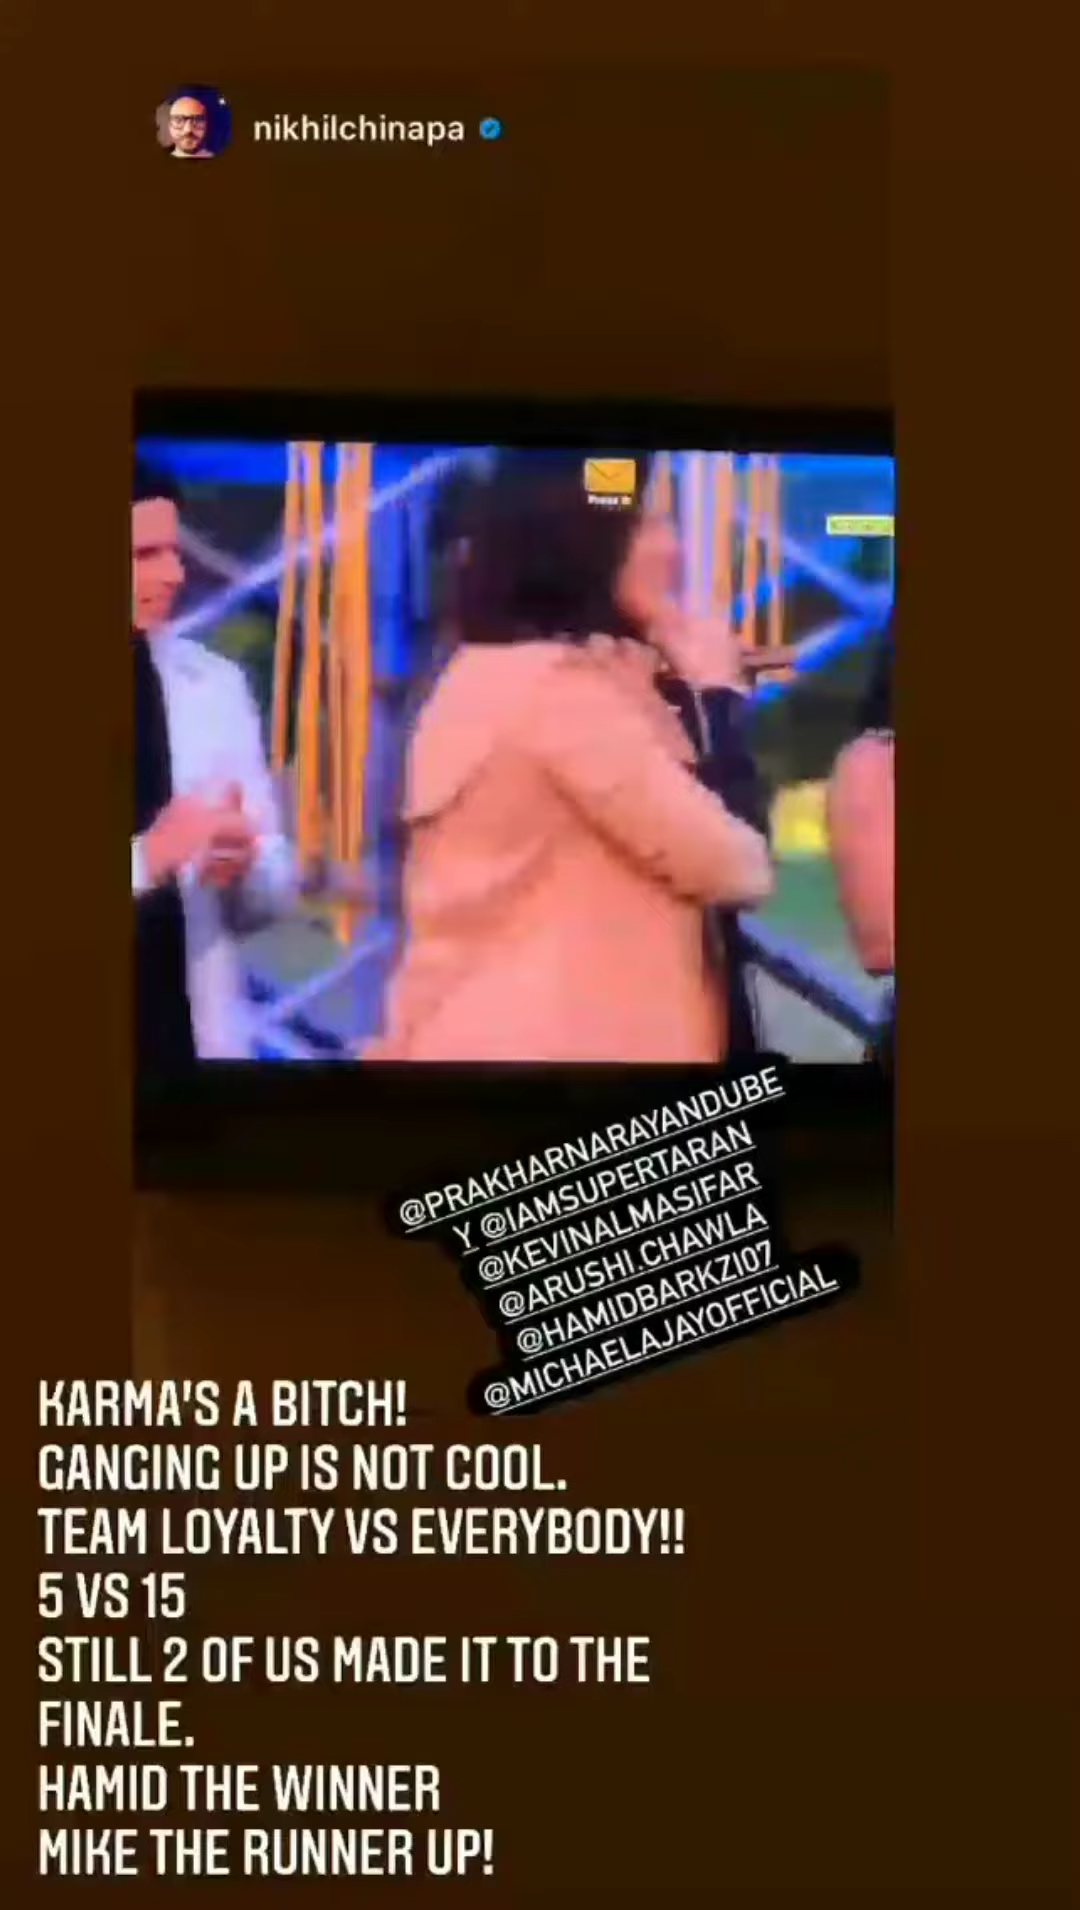 nikhilchinapa
Press 0
@PRAKHARNARAYANDUBE
Y @IAMSUPERTARAN
@KEVINALMASIFAR
@ARUSHI.CHAWLA
@HAMIDBARKZI07
@MICHAELAJAYOFFICIAL
KARMA'S A BITCH!
GANGING UP IS NOT COOL.
TEAM LOYALTY VS EVERYBODY!!
5 VS 15
STILL 2 OF US MADE IT TO THE
FINALE.
HAMID THE WINNER
MIKE THE RUNNER UP!